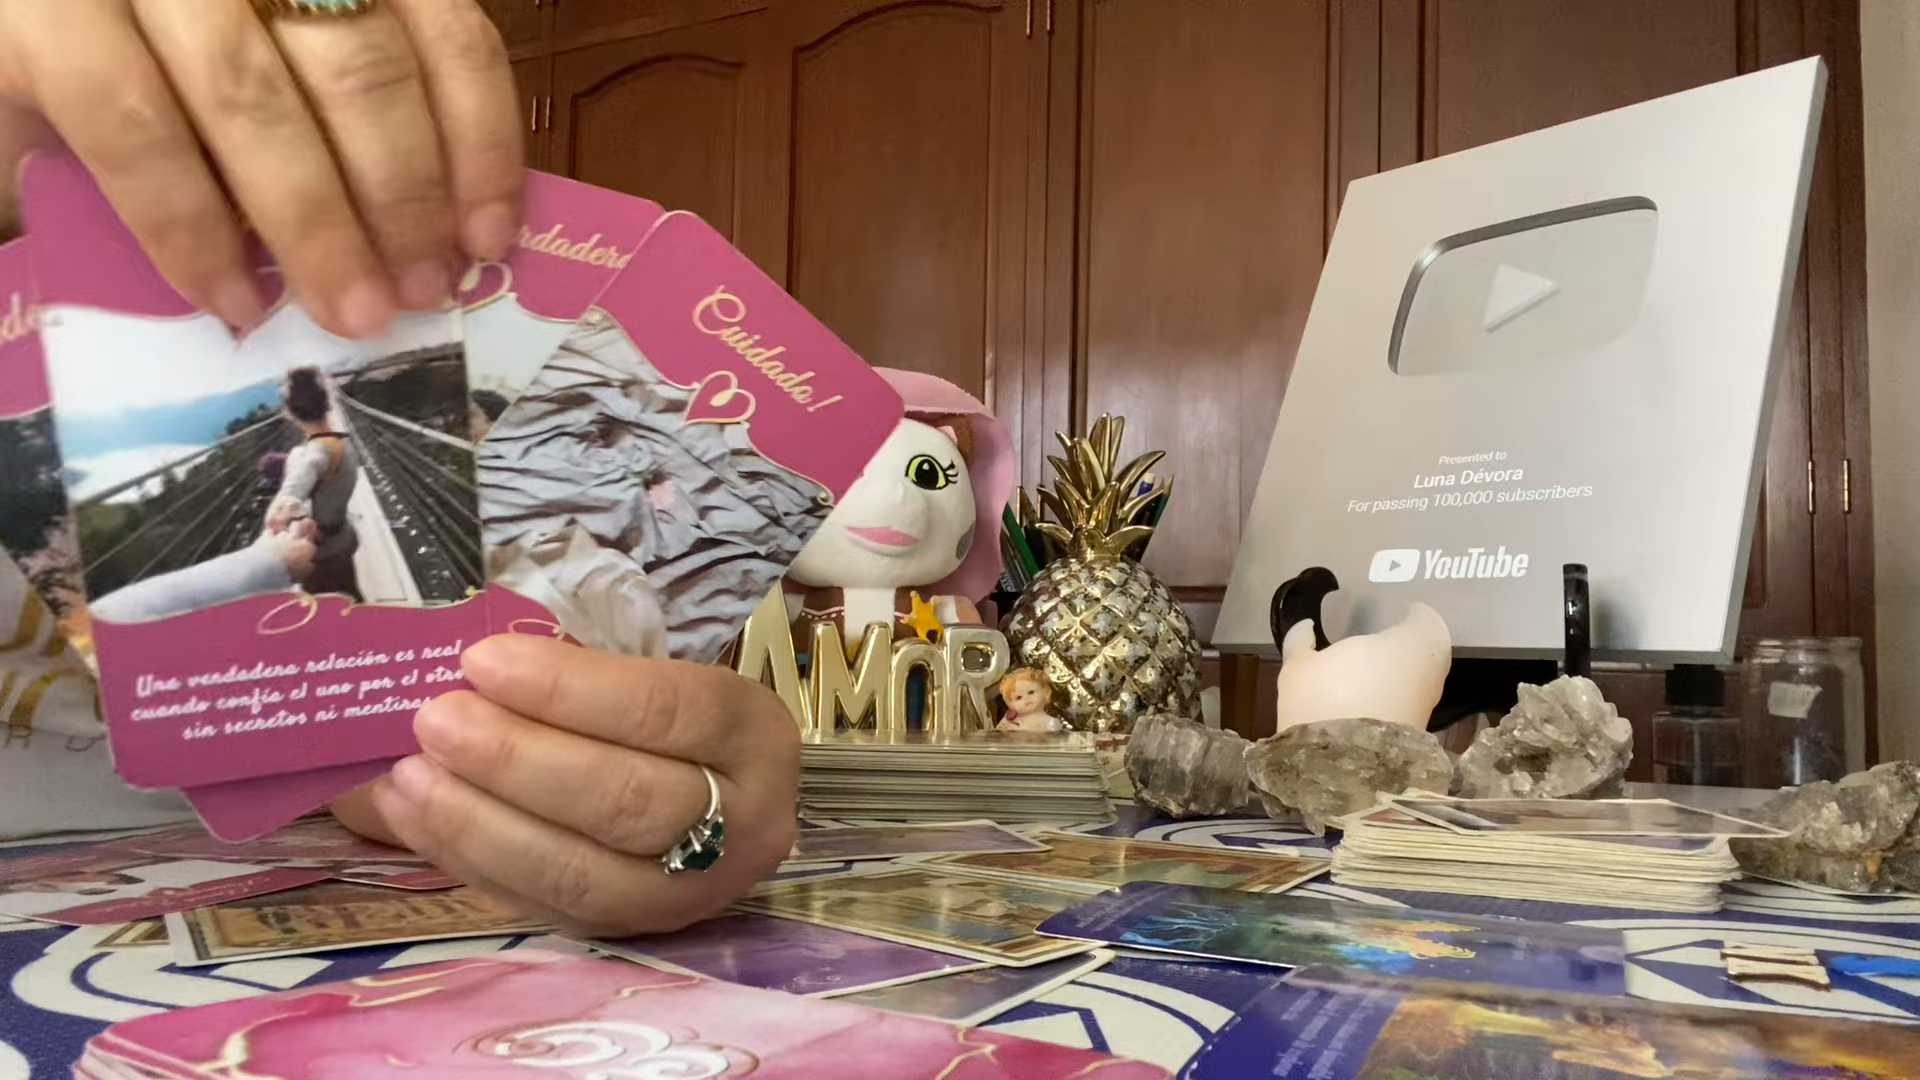 Cuidado!
Una verdadera relación es real
cuando confía el uno por el otro
sin secretos ni mentiras
AMOR
Presented to
Luna Dévora
For passing 100,000 subscribers
YouTube